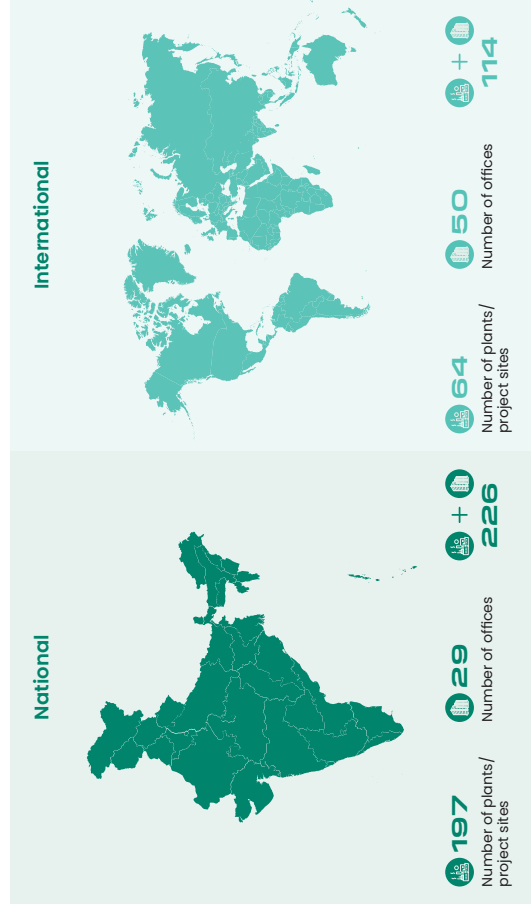 National
197
Number of plants/
project sites
29
Number of offices
+
226
International
64
Number of plants/
project sites
50
Number of offices
+
114